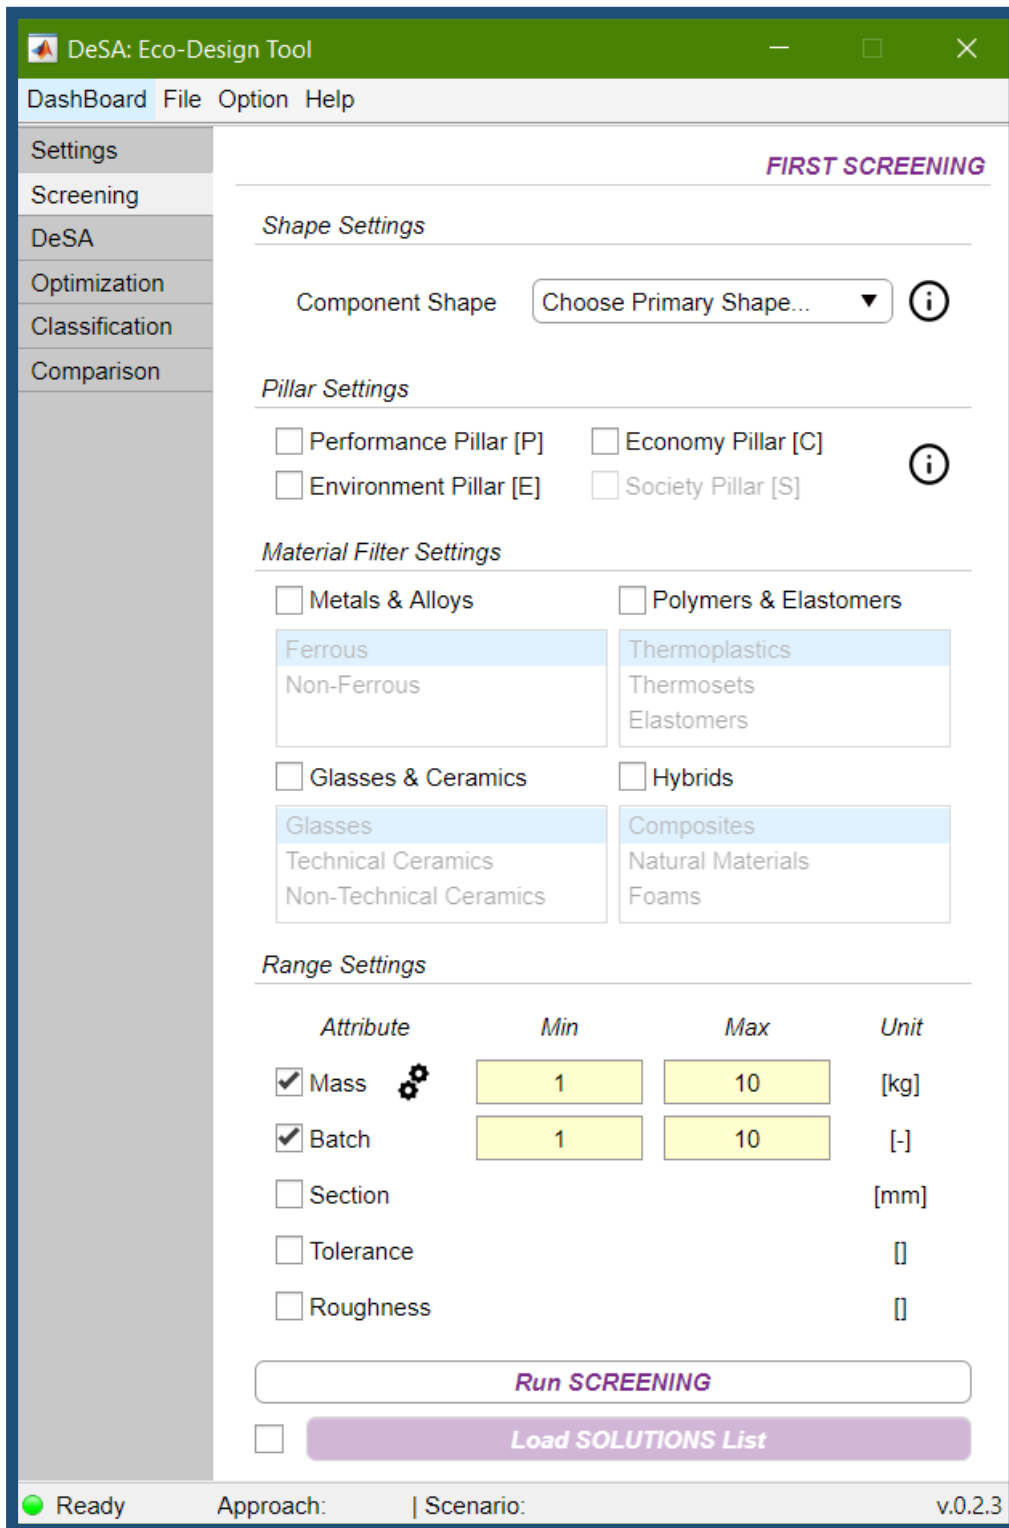 DeSA: Eco-Design Tool
DashBoard File Option Help
Settings
Screening
DeSA
Optimization
Classification
Comparison
FIRST SCREENING
Shape Settings
Component Shape Choose Primary Shape...
Pillar Settings
Performance Pillar [P] Economy Pillar [C]
Environment Pillar [E] Society Pillar [S]
Material Filter Settings
Metals & Alloys Polymers & Elastomers
Ferrous Thermoplastics
Non-Ferrous Thermosets
Elastomers
Glasses & Ceramics Hybrids
Glasses Composites
Technical Ceramics Natural Materials
Non-Technical Ceramics Foams
Range Settings
Attribute Min Max Unit
Mass 1 10 [kg]
Batch 1 10 [-]
Section [mm]
Tolerance []
Roughness []
Run SCREENING
Load SOLUTIONS List
Ready Approach: | Scenario: v.0.2.3